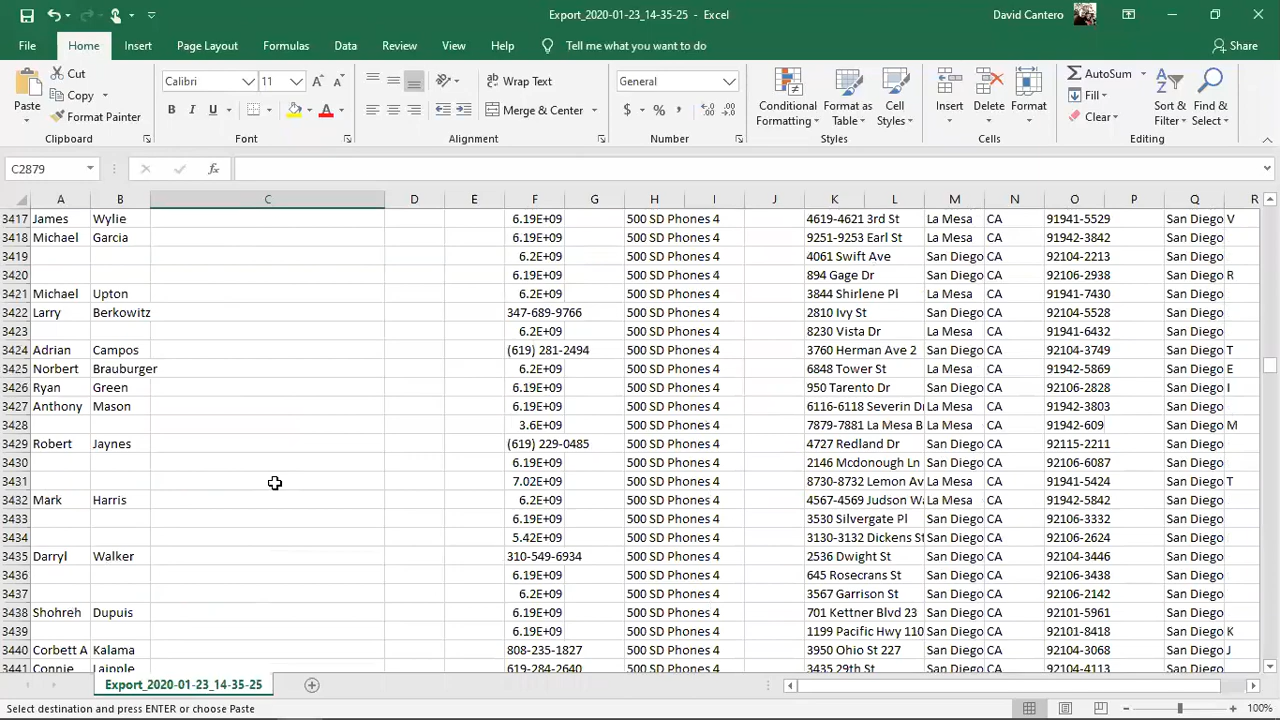 Export_2020-01-23_14-35-25 - Excel
David Cantero
File Home Insert Page Layout Formulas Data Review View Help Tell me what you want to do Share
Cut
Copy
Format Painter
Paste
Clipboard
Calibri 11
B I U A
Font
Wrap Text
Merge & Center
Alignment
General
$ % ,
Number
Conditional Formatting
Format as Table
Cell Styles
Styles
Insert Delete Format
Cells
AutoSum
Fill
Clear
Sort & Filter
Find & Select
Editing
C2879 fx
A B C D E F G H I J K L M N O P Q R
3417 James Wylie 6.19E+09 500 SD Phones 4 4619-4621 3rd St La Mesa CA 91941-5529 San Diego V
3418 Michael Garcia 6.19E+09 500 SD Phones 4 9251-9253 Earl St La Mesa CA 91942-3842 San Diego
3419 6.2E+09 500 SD Phones 4 4061 Swift Ave San Diego CA 92104-2213 San Diego
3420 6.19E+09 500 SD Phones 4 894 Gage Dr San Diego CA 92106-2938 San Diego R
3421 Michael Upton 6.2E+09 500 SD Phones 4 3844 Shirlene Pl La Mesa CA 91941-7430 San Diego
3422 Larry Berkowitz 347-689-9766 500 SD Phones 4 2810 Ivy St San Diego CA 92104-5528 San Diego
3423 6.2E+09 500 SD Phones 4 8230 Vista Dr La Mesa CA 91941-6432 San Diego
3424 Adrian Campos (619) 281-2494 500 SD Phones 4 3760 Herman Ave 2 San Diego CA 92104-3749 San Diego T
3425 Norbert Brauburger 6.2E+09 500 SD Phones 4 6848 Tower St La Mesa CA 91942-5869 San Diego E
3426 Ryan Green 6.19E+09 500 SD Phones 4 950 Tarento Dr San Diego CA 92106-2828 San Diego I
3427 Anthony Mason 6.19E+09 500 SD Phones 4 6116-6118 Severin D La Mesa CA 91942-3803 San Diego
3428 3.6E+09 500 SD Phones 4 7879-7881 La Mesa B La Mesa CA 91942-609 San Diego M
3429 Robert Jaynes (619) 229-0485 500 SD Phones 4 4727 Redland Dr San Diego CA 92115-2211 San Diego
3430 6.19E+09 500 SD Phones 4 2146 Mcdonough Ln San Diego CA 92106-6087 San Diego
3431 7.02E+09 500 SD Phones 4 8730-8732 Lemon Av La Mesa CA 91941-5424 San Diego T
3432 Mark Harris 6.2E+09 500 SD Phones 4 4567-4569 Judson W La Mesa CA 91942-5842 San Diego
3433 6.19E+09 500 SD Phones 4 3530 Silvergate Pl San Diego CA 92106-3332 San Diego
3434 5.42E+09 500 SD Phones 4 3130-3132 Dickens St San Diego CA 92106-2624 San Diego
3435 Darryl Walker 310-549-6934 500 SD Phones 4 2536 Dwight St San Diego CA 92104-3446 San Diego
3436 6.19E+09 500 SD Phones 4 645 Rosecrans St San Diego CA 92106-3438 San Diego
3437 6.2E+09 500 SD Phones 4 3567 Garrison St San Diego CA 92106-2142 San Diego
3438 Shohreh Dupuis 6.19E+09 500 SD Phones 4 701 Kettner Blvd 23 San Diego CA 92101-5961 San Diego
3439 6.19E+09 500 SD Phones 4 1199 Pacific Hwy 110 San Diego CA 92101-8418 San Diego K
3440 Corbett A Kalama 808-235-1827 500 SD Phones 4 3950 Ohio St 227 San Diego CA 92104-3068 San Diego J
3441 Connie Laipple 619-284-2640 500 SD Phones 4 3435 29th St San Diego CA 92104-4113 San Diego
Export_2020-01-23_14-35-25
Select destination and press ENTER or choose Paste 100%